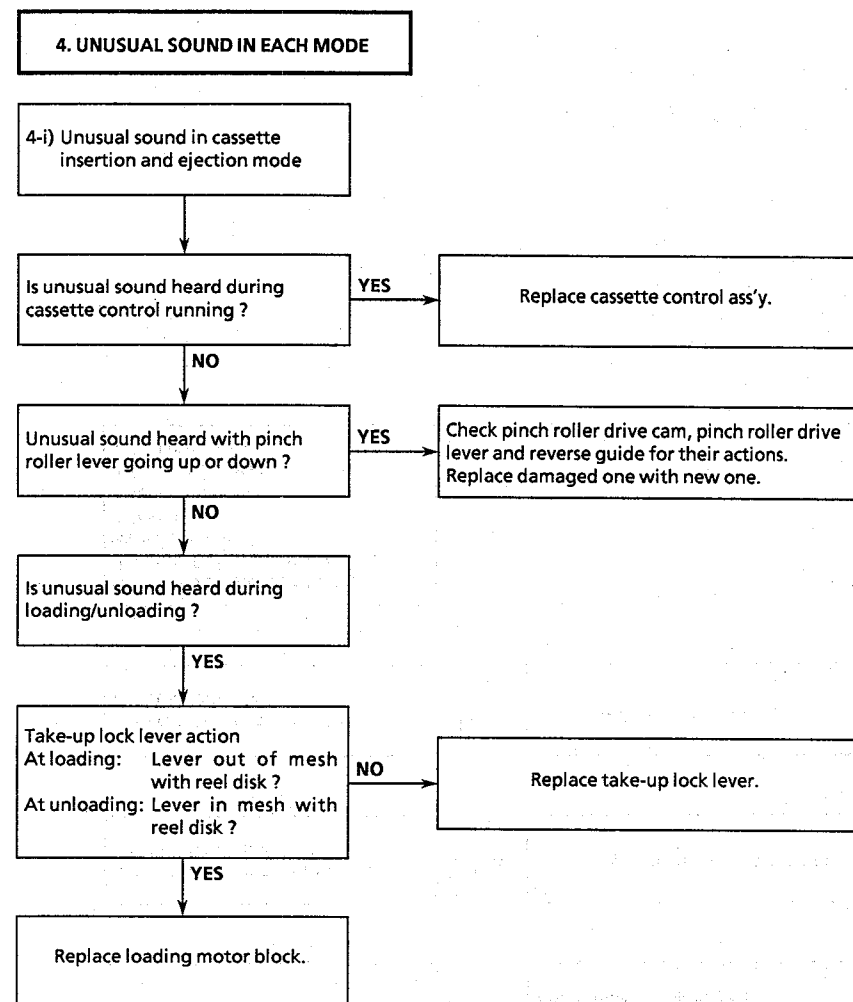 4. UNUSUAL SOUND IN EACH MODE
4-i) Unusual sound in cassette
insertion and ejection mode
Is unusual sound heard during
cassette control running ?
YES
Replace cassette control ass'y.
NO
Unusual sound heard with pinch
roller lever going up or down ?
YES
Check pinch roller drive cam, pinch roller drive
lever and reverse guide for their actions.
Replace damaged one with new one.
NO
Is unusual sound heard during
loading/unloading ?
YES
Take-up lock lever action
At loading: Lever out of mesh
with reel disk ?
At unloading: Lever in mesh with
reel disk ?
NO
Replace take-up lock lever.
YES
Replace loading motor block.